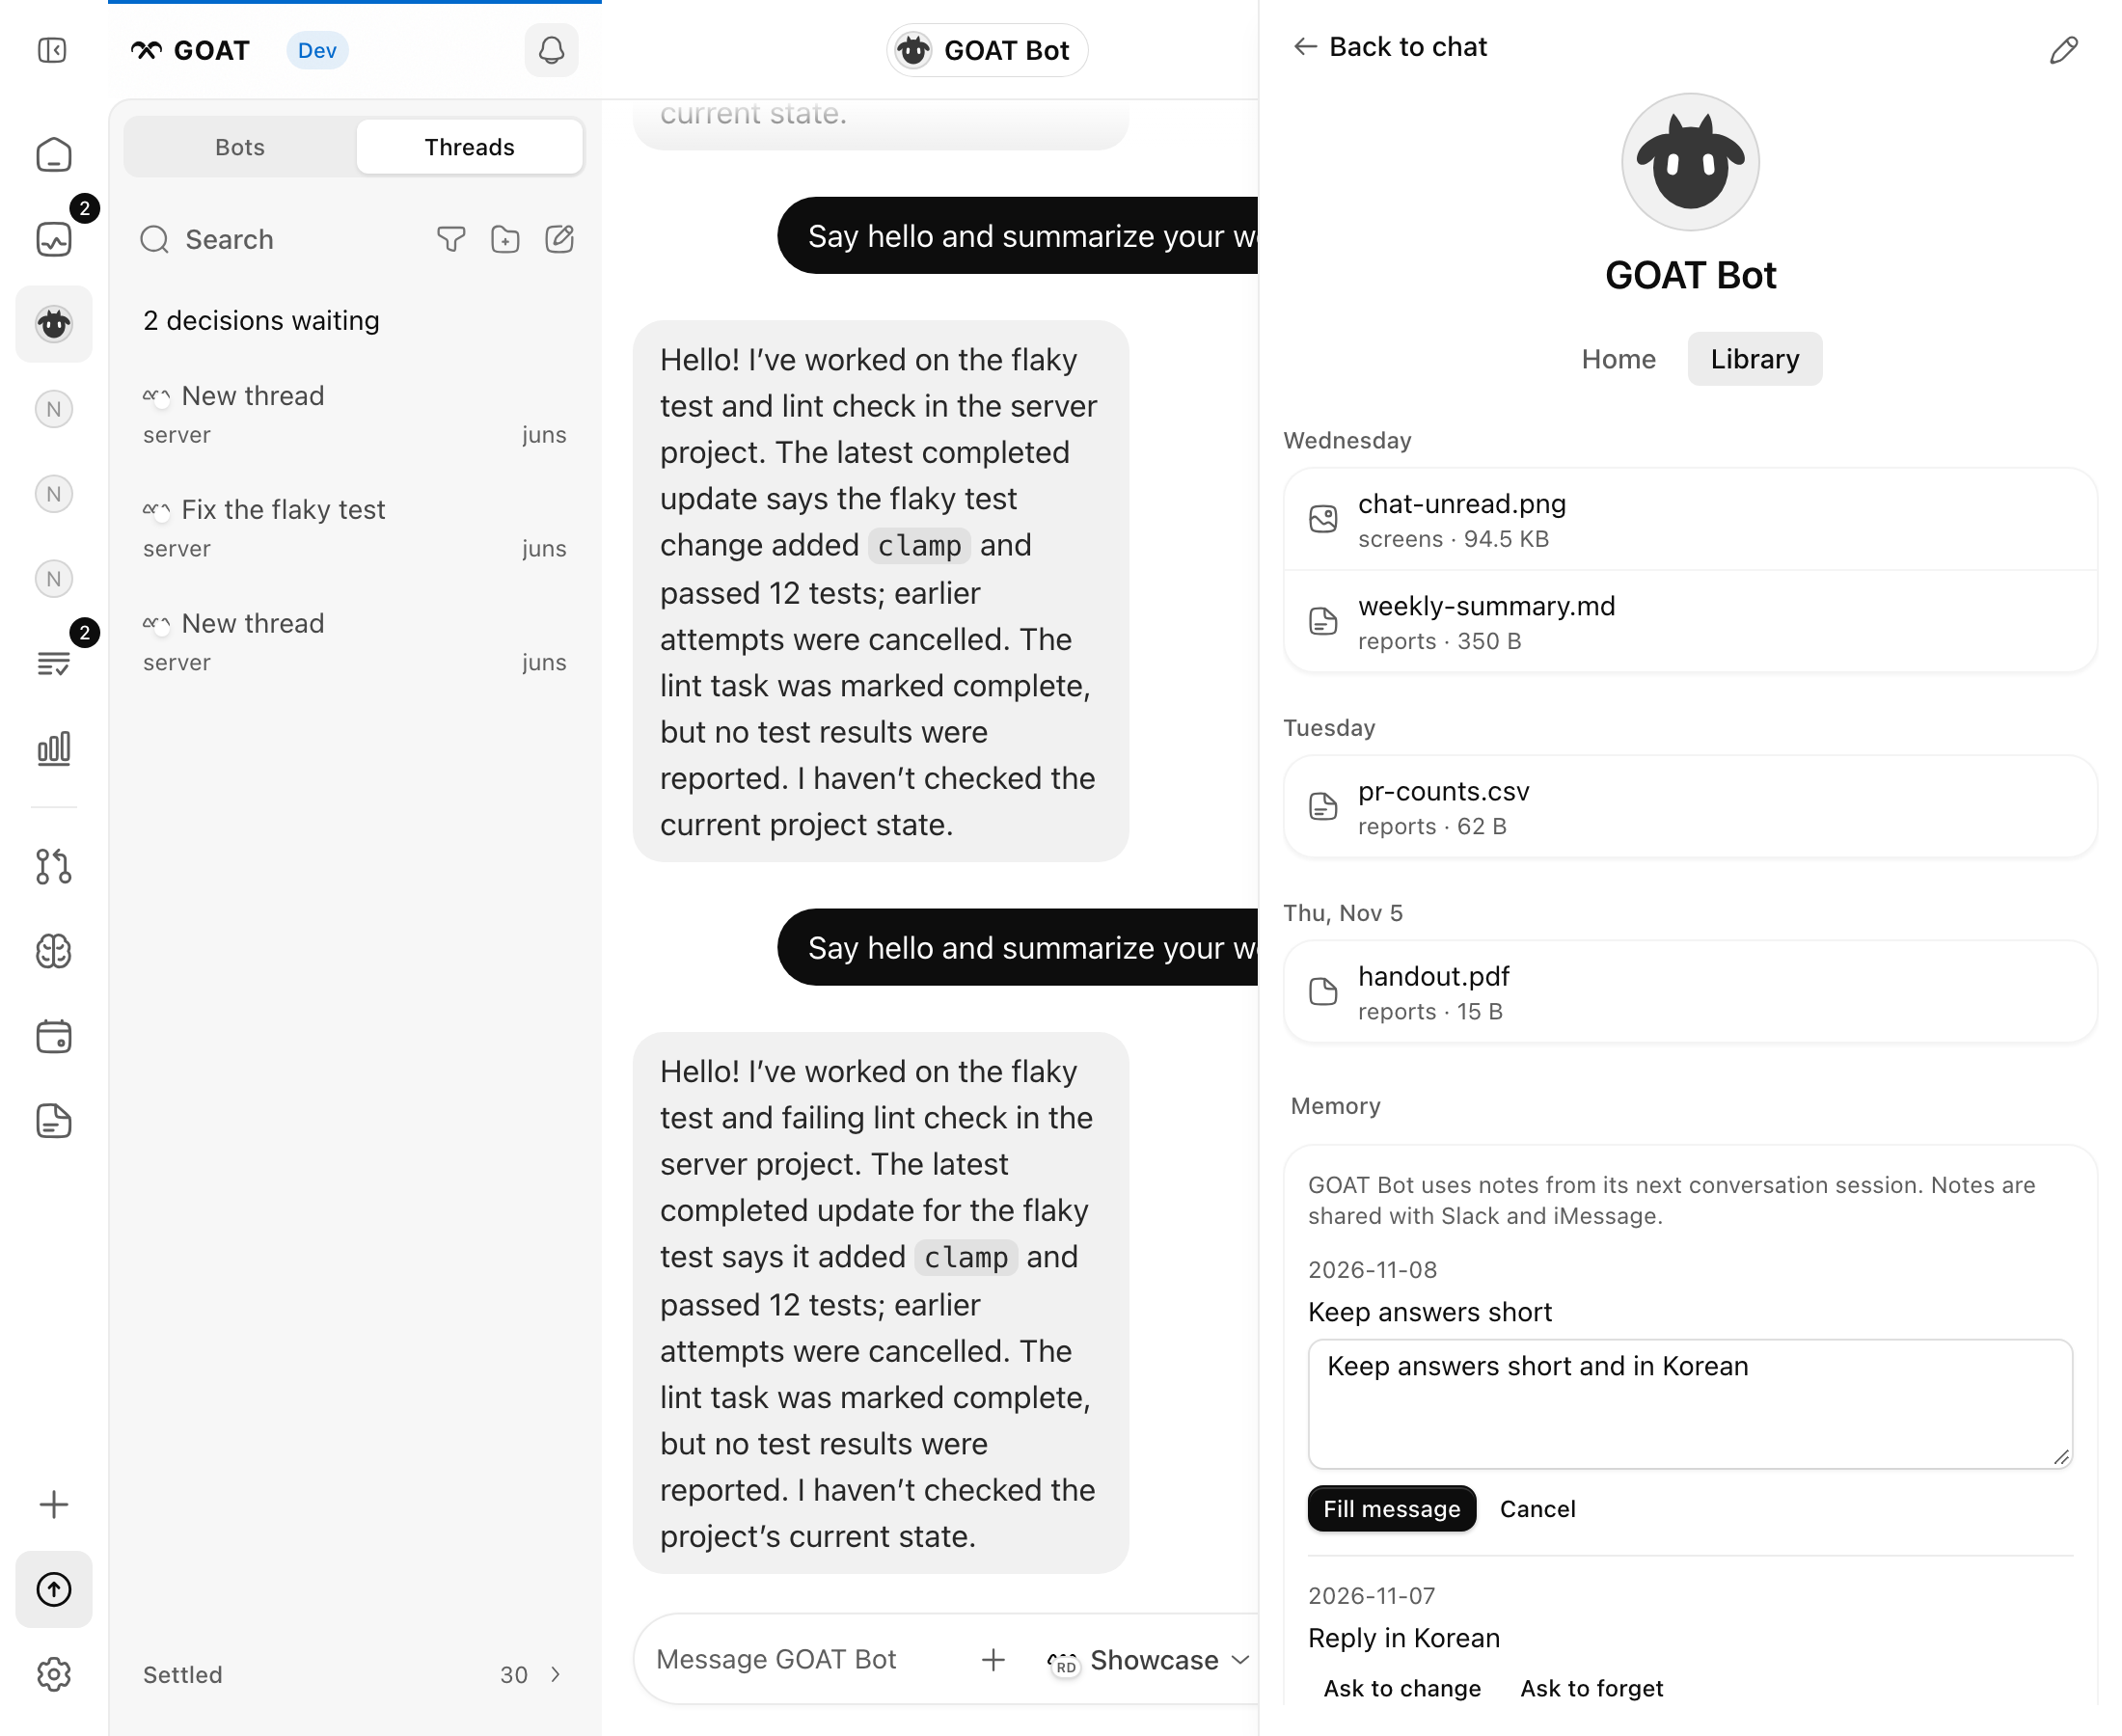 GOAT
Dev
Bots
Threads
Search
2 decisions waiting
New thread
server
juns
Fix the flaky test
server
juns
New thread
server
juns
Settled
30
2
N
N
N
2
GOAT Bot
current state.
Say hello and summarize your w
Hello! I’ve worked on the flaky
test and lint check in the server
project. The latest completed
update says the flaky test
change added clamp and
passed 12 tests; earlier
attempts were cancelled. The
lint task was marked complete,
but no test results were
reported. I haven’t checked the
current project state.
Say hello and summarize your w
Hello! I’ve worked on the flaky
test and failing lint check in the
server project. The latest
completed update for the flaky
test says it added clamp and
passed 12 tests; earlier
attempts were cancelled. The
lint task was marked complete,
but no test results were
reported. I haven’t checked the
project’s current state.
Message GOAT Bot
RD
Showcase
Back to chat
GOAT Bot
Home
Library
Wednesday
chat-unread.png
screens · 94.5 KB
weekly-summary.md
reports · 350 B
Tuesday
pr-counts.csv
reports · 62 B
Thu, Nov 5
handout.pdf
reports · 15 B
Memory
GOAT Bot uses notes from its next conversation session. Notes are
shared with Slack and iMessage.
2026-11-08
Keep answers short
Keep answers short and in Korean
Fill message
Cancel
2026-11-07
Reply in Korean
Ask to change
Ask to forget